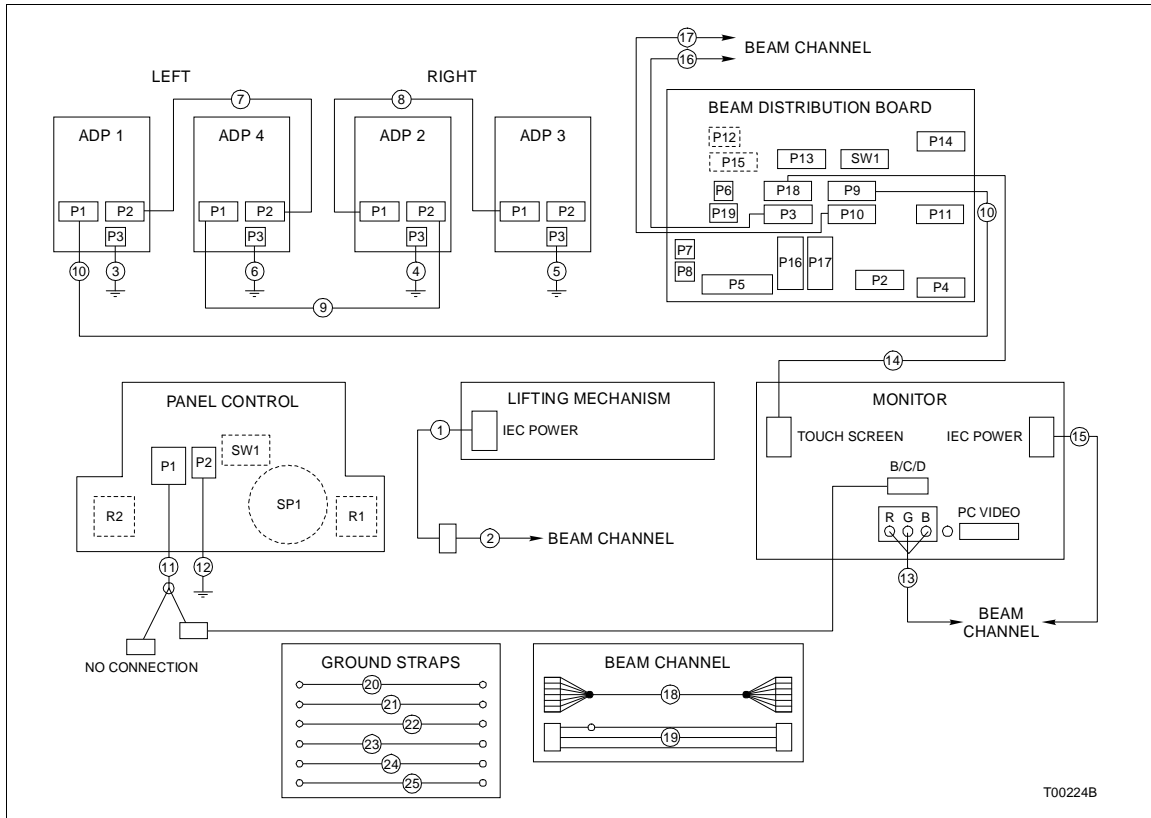 17
BEAM CHANNEL
16
LEFT
RIGHT
7
8
BEAM DISTRIBUTION BOARD
ADP 1
ADP 4
ADP 2
ADP 3
P12
P14
P15
P13
SW1
P6
P18
P9
P1
P2
P1
P2
P1
P2
P1
P2
P19
P3
P10
10
P11
P3
P3
P3
P3
P7
P16
P17
10
3
6
4
5
P8
P5
P2
P4
9
14
PANEL CONTROL
LIFTING MECHANISM
MONITOR
1
IEC POWER
TOUCH SCREEN
IEC POWER
15
P1
P2
SW1
B/C/D
R2
SP1
R1
R
G
B
PC VIDEO
2
BEAM CHANNEL
11
12
13
BEAM
CHANNEL
NO CONNECTION
GROUND STRAPS
BEAM CHANNEL
20
18
21
22
23
19
24
25
T00224B